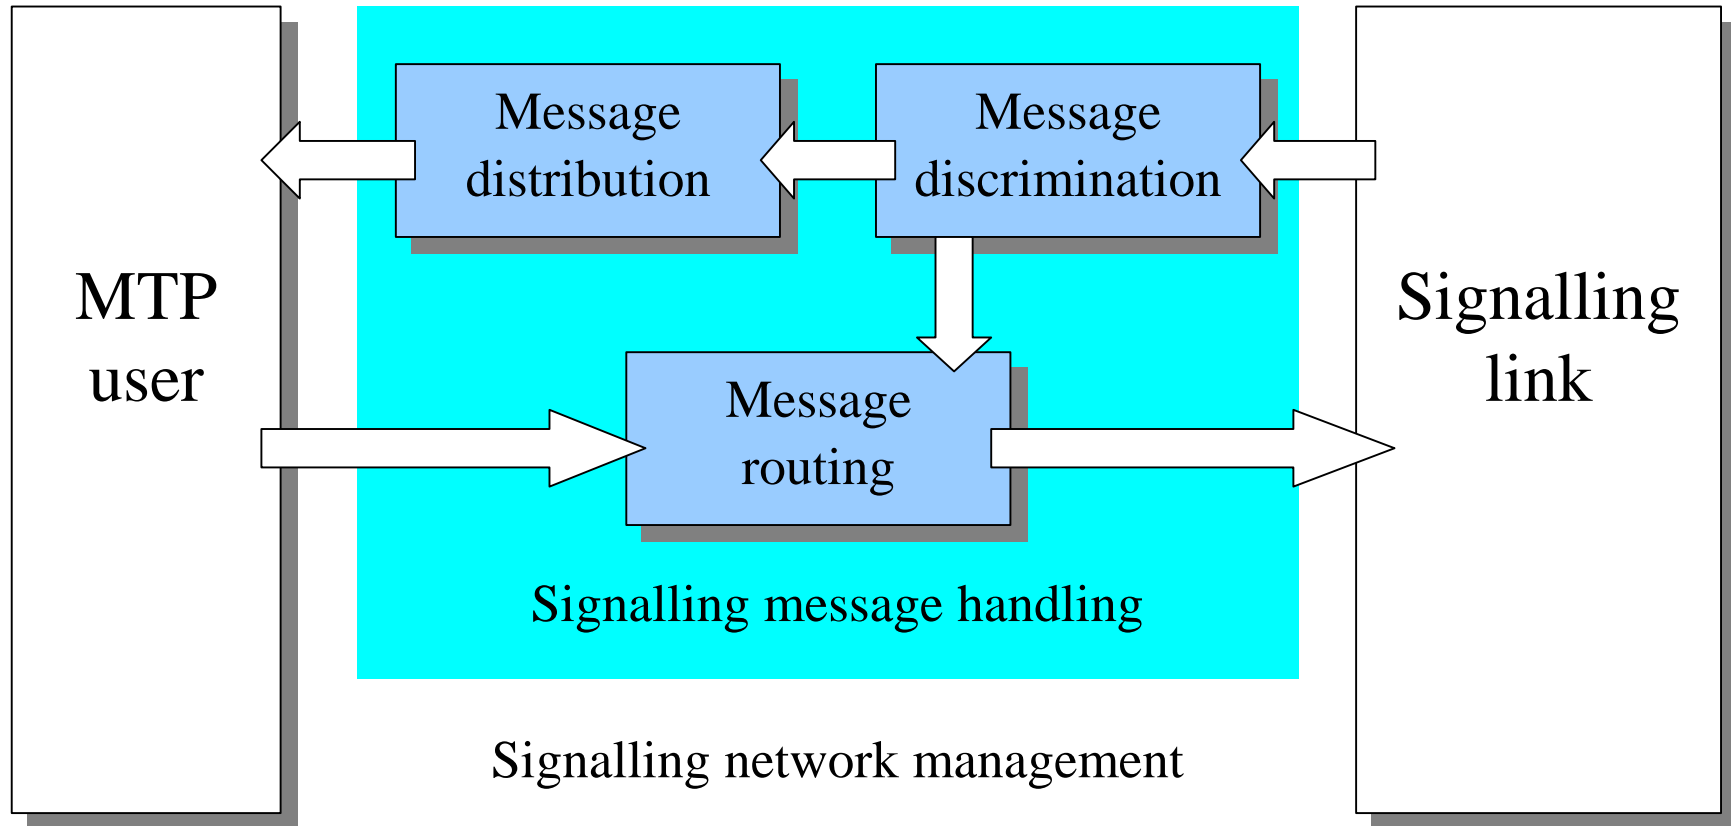 MTP
user
Message
distribution
Message
discrimination
Message
routing
Signalling message handling
Signalling network management
Signalling
link